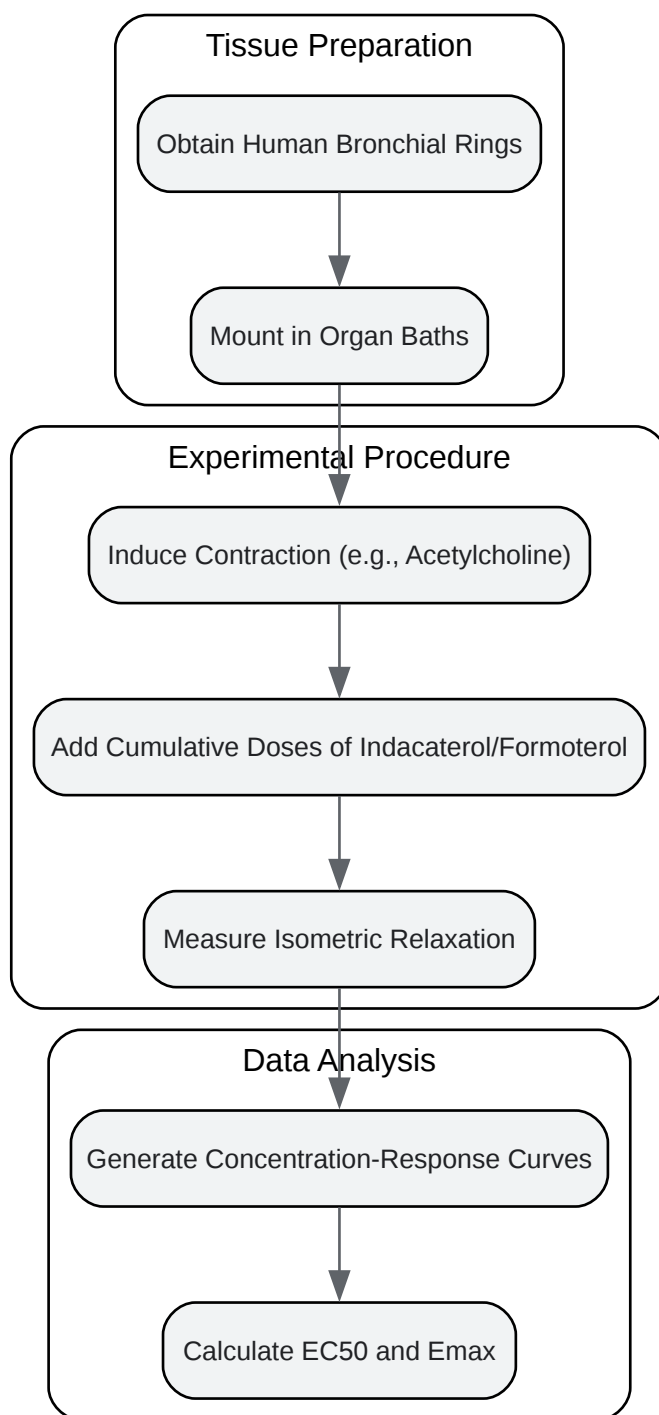 Tissue Preparation
Obtain Human Bronchial Rings
Mount in Organ Baths
Experimental Procedure
Induce Contraction (e.g., Acetylcholine)
Add Cumulative Doses of Indacaterol/Formoterol
Measure Isometric Relaxation
Data Analysis
Generate Concentration-Response Curves
Calculate EC50 and Emax